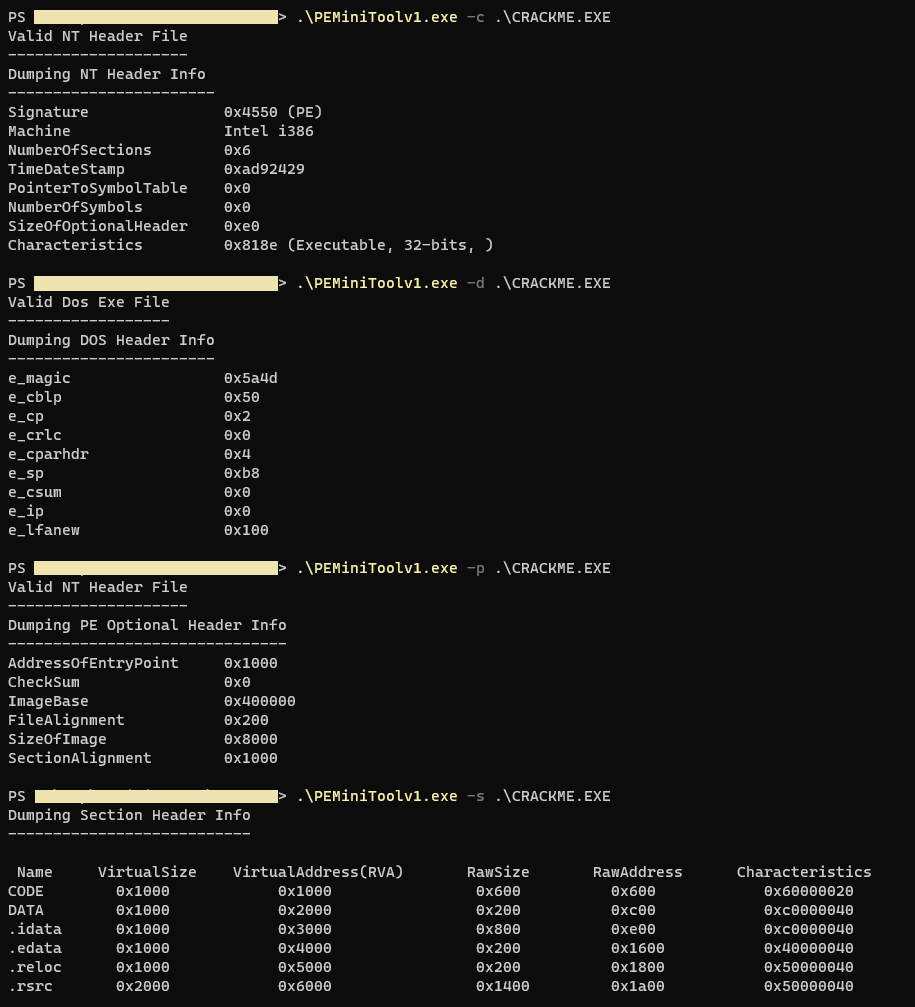 PS > .\PEMiniToolv1.exe -c .\CRACKME.EXE
Valid NT Header File
--------------------
Dumping NT Header Info
-----------------------
Signature 0x4550 (PE)
Machine Intel i386
NumberOfSections 0x6
TimeDateStamp 0xad92429
PointerToSymbolTable 0x0
NumberOfSymbols 0x0
SizeOfOptionalHeader 0xe0
Characteristics 0x818e (Executable, 32-bits, )
PS > .\PEMiniToolv1.exe -d .\CRACKME.EXE
Valid Dos Exe File
------------------
Dumping DOS Header Info
-----------------------
e_magic 0x5a4d
e_cblp 0x50
e_cp 0x2
e_crlc 0x0
e_cparhdr 0x4
e_sp 0xb8
e_csum 0x0
e_ip 0x0
e_lfanew 0x100
PS > .\PEMiniToolv1.exe -p .\CRACKME.EXE
Valid NT Header File
--------------------
Dumping PE Optional Header Info
-------------------------------
AddressOfEntryPoint 0x1000
CheckSum 0x0
ImageBase 0x400000
FileAlignment 0x200
SizeOfImage 0x8000
SectionAlignment 0x1000
PS > .\PEMiniToolv1.exe -s .\CRACKME.EXE
Dumping Section Header Info
---------------------------
Name VirtualSize VirtualAddress(RVA) RawSize RawAddress Characteristics
CODE 0x1000 0x1000 0x600 0x600 0x60000020
DATA 0x1000 0x2000 0x200 0xc00 0xc0000040
.idata 0x1000 0x3000 0x800 0xe00 0xc0000040
.edata 0x1000 0x4000 0x200 0x1600 0x40000040
.reloc 0x1000 0x5000 0x200 0x1800 0x50000040
.rsrc 0x2000 0x6000 0x1400 0x1a00 0x50000040